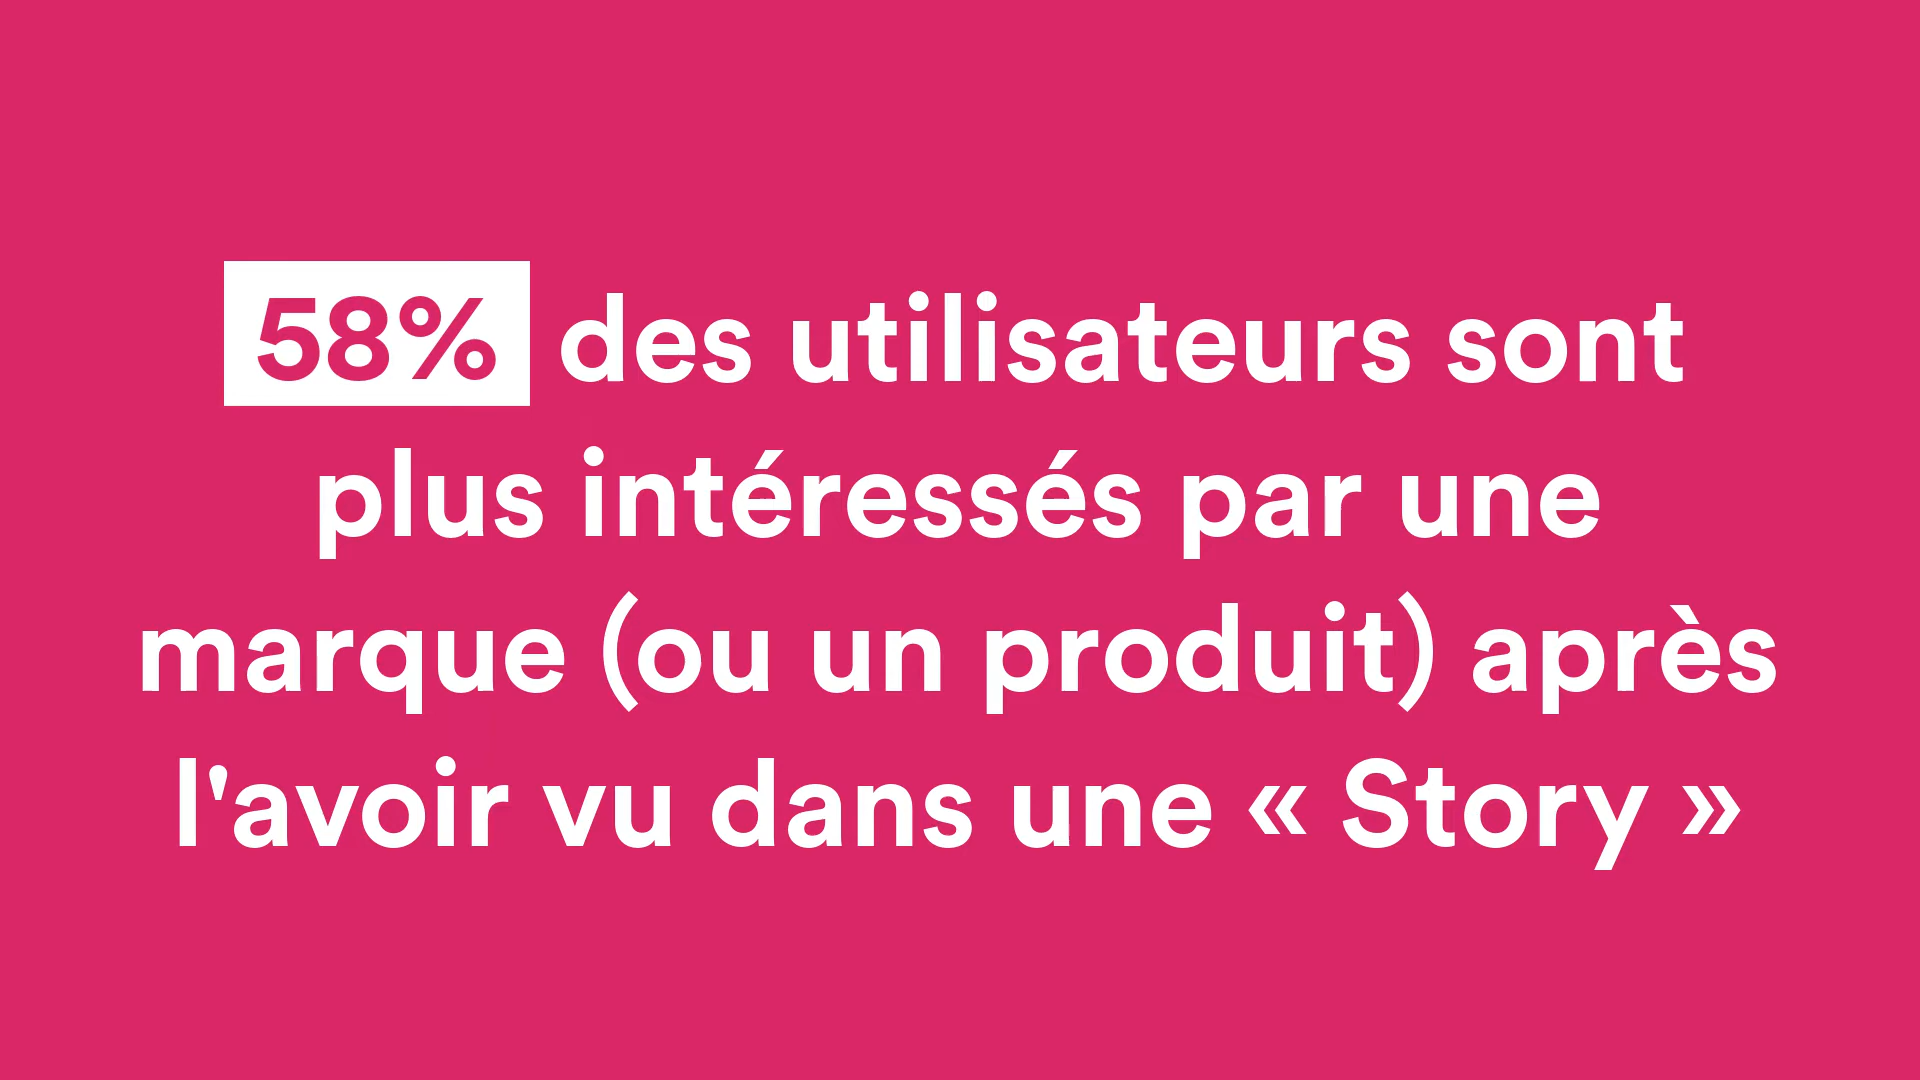 58% des utilisateurs sont
plus intéressés par une
marque (ou un produit) après
l'avoir vu dans une « Story »